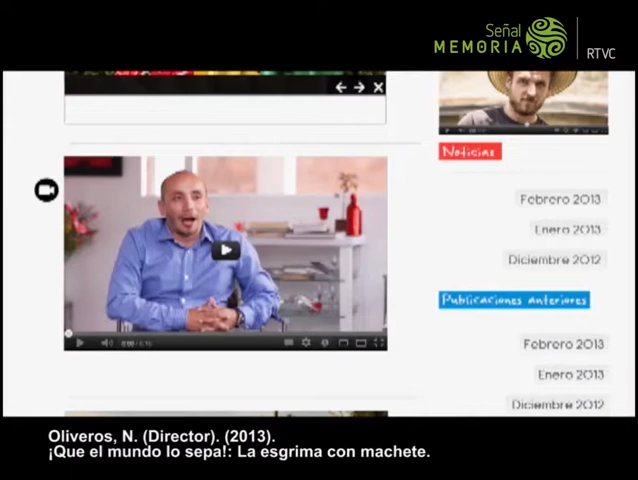 Señal
MEMORIA
RTVC
Noticias
Febrero 2013
Enero 2013
Diciembre 2012
Publicaciones anteriores
Febrero 2013
Enero 2013
Diciembre 2012
Oliveros, N. (Director). (2013).
¡Que el mundo lo sepa!: La esgrima con machete.